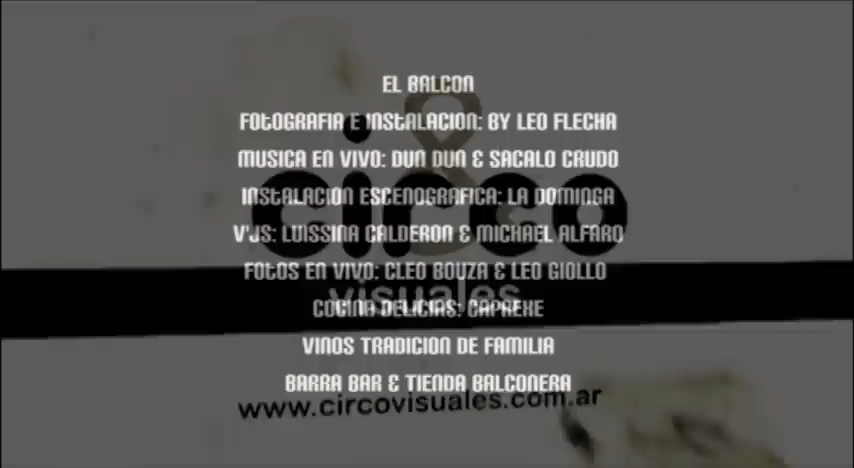 EL BALCON
FOTOGRAFIA E INSTALACION: BY LEO FLECHA
MUSICA EN VIVO: DUN DUN & SACALO CRUDO
INSTALACION ESCENOGRAFICA: LA DOMINGA
circo
V'JS: LUISSINA CALDERON & MICHAEL ALFARO
FOTOS EN VIVO: CLEO BOUZA & LEO GIOLLO
visuales
COCINA DELICIAS: CAPREXE
VINOS TRADICION DE FAMILIA
BARRA BAR & TIENDA BALCONERA
www.circovisuales.com.ar